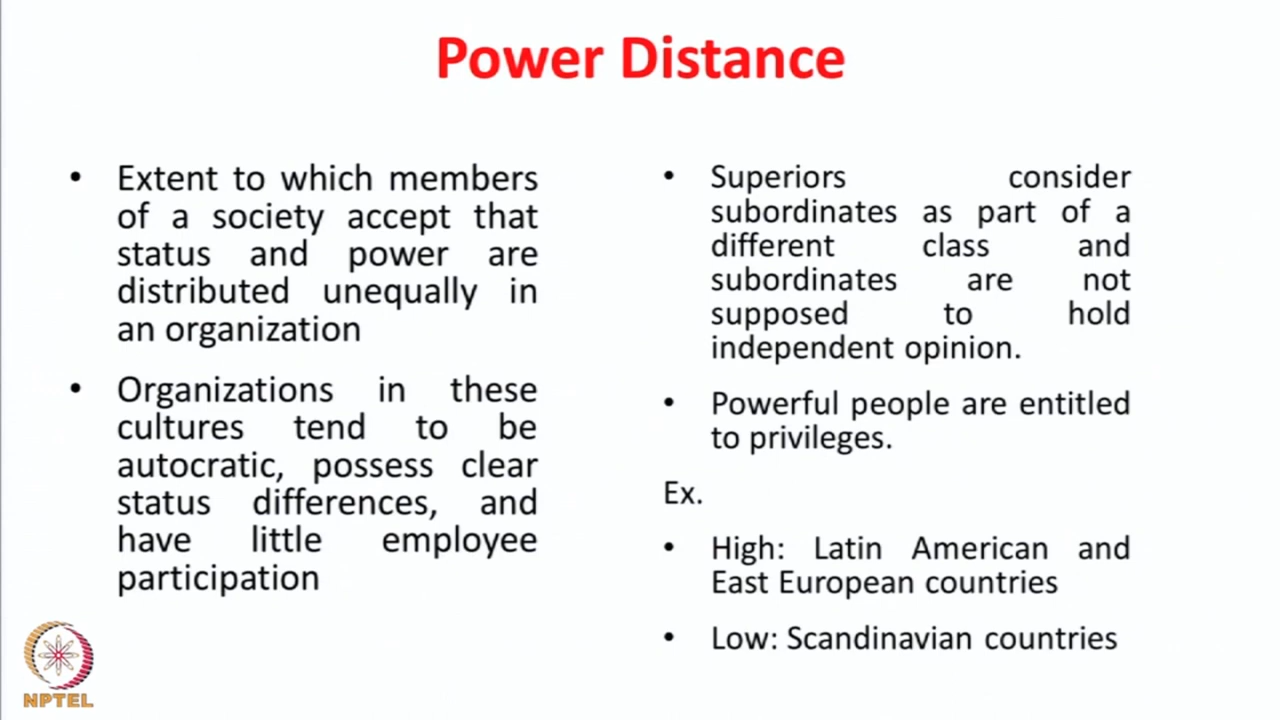 Power Distance
• Extent to which members
of a society accept that
status and power are
distributed unequally in
an organization
• Organizations in these
cultures tend to be
autocratic, possess clear
status differences, and
have little employee
participation
• Superiors consider
subordinates as part of a
different class and
subordinates are not
supposed to hold
independent opinion.
• Powerful people are entitled
to privileges.
Ex.
• High: Latin American and
East European countries
• Low: Scandinavian countries
NPTEL